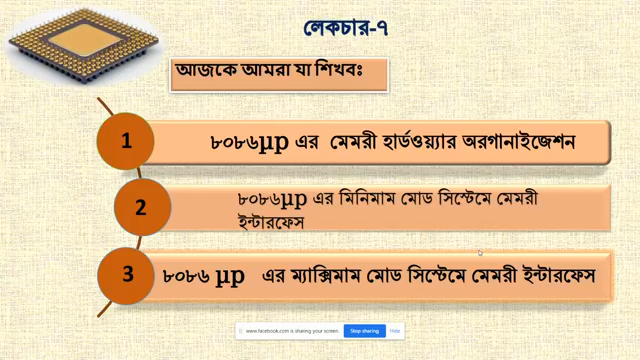 লেকচার-৭
আজকে আমরা যা শিখবঃ
1
৮০৮৬µp এর মেমরী হার্ডওয়্যার অরগানাইজেশন
2
৮০৮৬µp এর মিনিমাম মোড সিস্টেমে মেমরী
ইন্টারফেস
3
৮০৮৬ µp এর ম্যাক্সিমাম মোড সিস্টেমে মেমরী ইন্টারফেস
www.facebook.com is sharing your screen. Stop sharing Hide